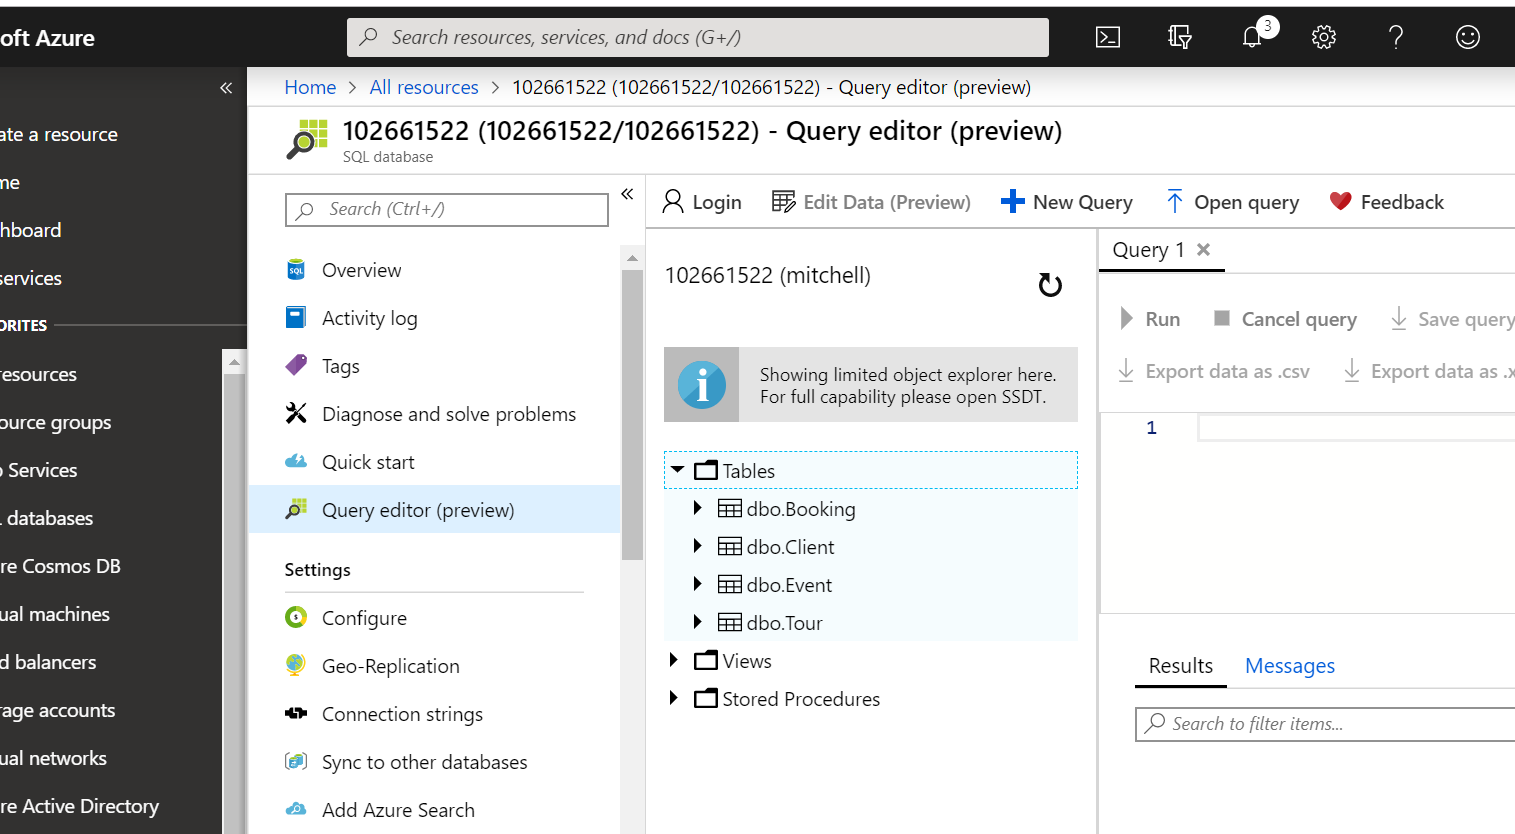 oft Azure
Search resources, services, and docs (G+/)
3
«
ate a resource
me
hboard
services
ORITES
resources
ource groups
p Services
L databases
re Cosmos DB
ual machines
d balancers
rage accounts
ual networks
re Active Directory
Home > All resources > 102661522 (102661522/102661522) - Query editor (preview)
102661522 (102661522/102661522) - Query editor (preview)
SQL database
Search (Ctrl+/)
«
SQL Overview
Activity log
Tags
Diagnose and solve problems
Quick start
Query editor (preview)
Settings
Configure
Geo-Replication
Connection strings
Sync to other databases
Add Azure Search
Login Edit Data (Preview) New Query Open query Feedback
102661522 (mitchell)
Showing limited object explorer here.
For full capability please open SSDT.
Tables
dbo.Booking
dbo.Client
dbo.Event
dbo.Tour
Views
Stored Procedures
Query 1
Run Cancel query Save query
Export data as .csv Export data as .x
1
Results Messages
Search to filter items...